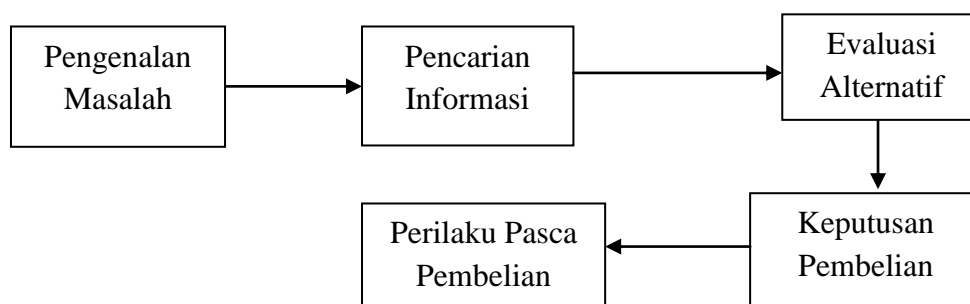 Pengenalan
Masalah
Pencarian
Informasi
Evaluasi
Alternatif
Keputusan
Pembelian
Perilaku Pasca
Pembelian